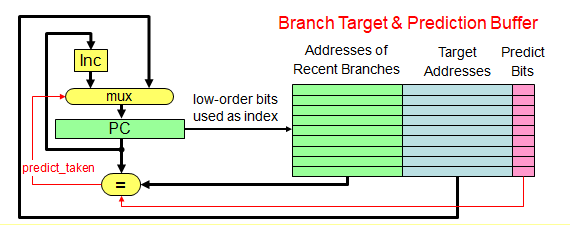 Branch Target & Prediction Buffer
Addresses of
Recent Branches
Target
Addresses
Predict
Bits
Inc
mux
low-order bits
used as index
PC
predict_taken
=